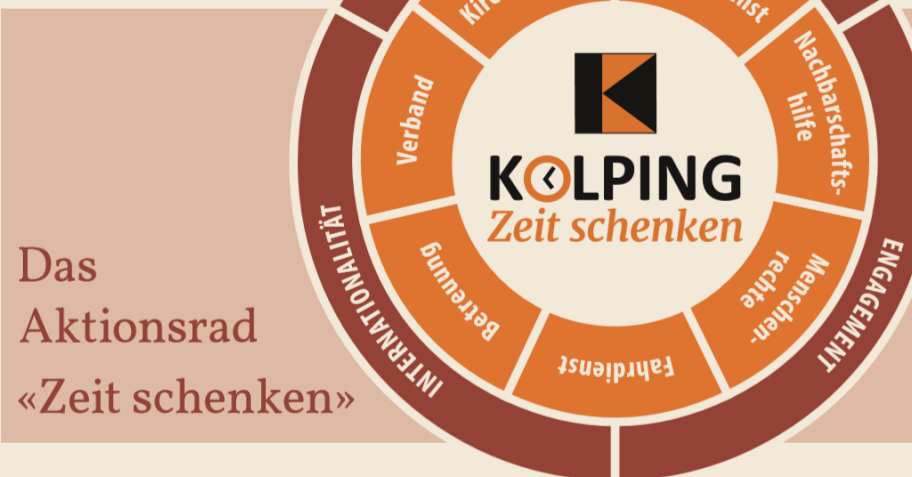 Das
Aktionsrad
«Zeit schenken»
KOLPING
Zeit schenken
Verband
Nachbarschafts-
hilfe
Menschen-
rechte
Fahrdienst
Betreuung
INTERNATIONALITÄT
ENGAGEMENT